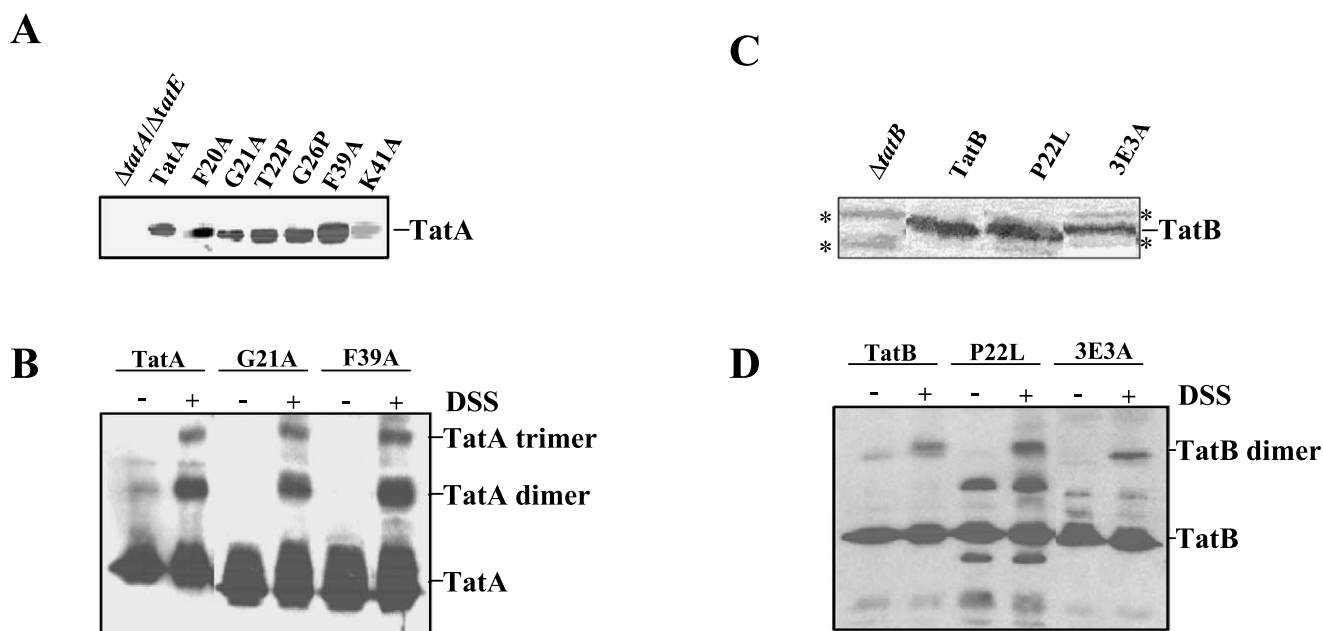 A
ΔtatA/ΔtatE
TatA
F20A
G21A
T22P
G26P
F39A
K41A
TatA
B
TatA G21A F39A
- + - + - + DSS
TatA trimer
TatA dimer
TatA
C
ΔtatB
TatB
P22L
3E3A
* *
TatB
* *
D
TatB P22L 3E3A
- + - + - + DSS
TatB dimer
TatB